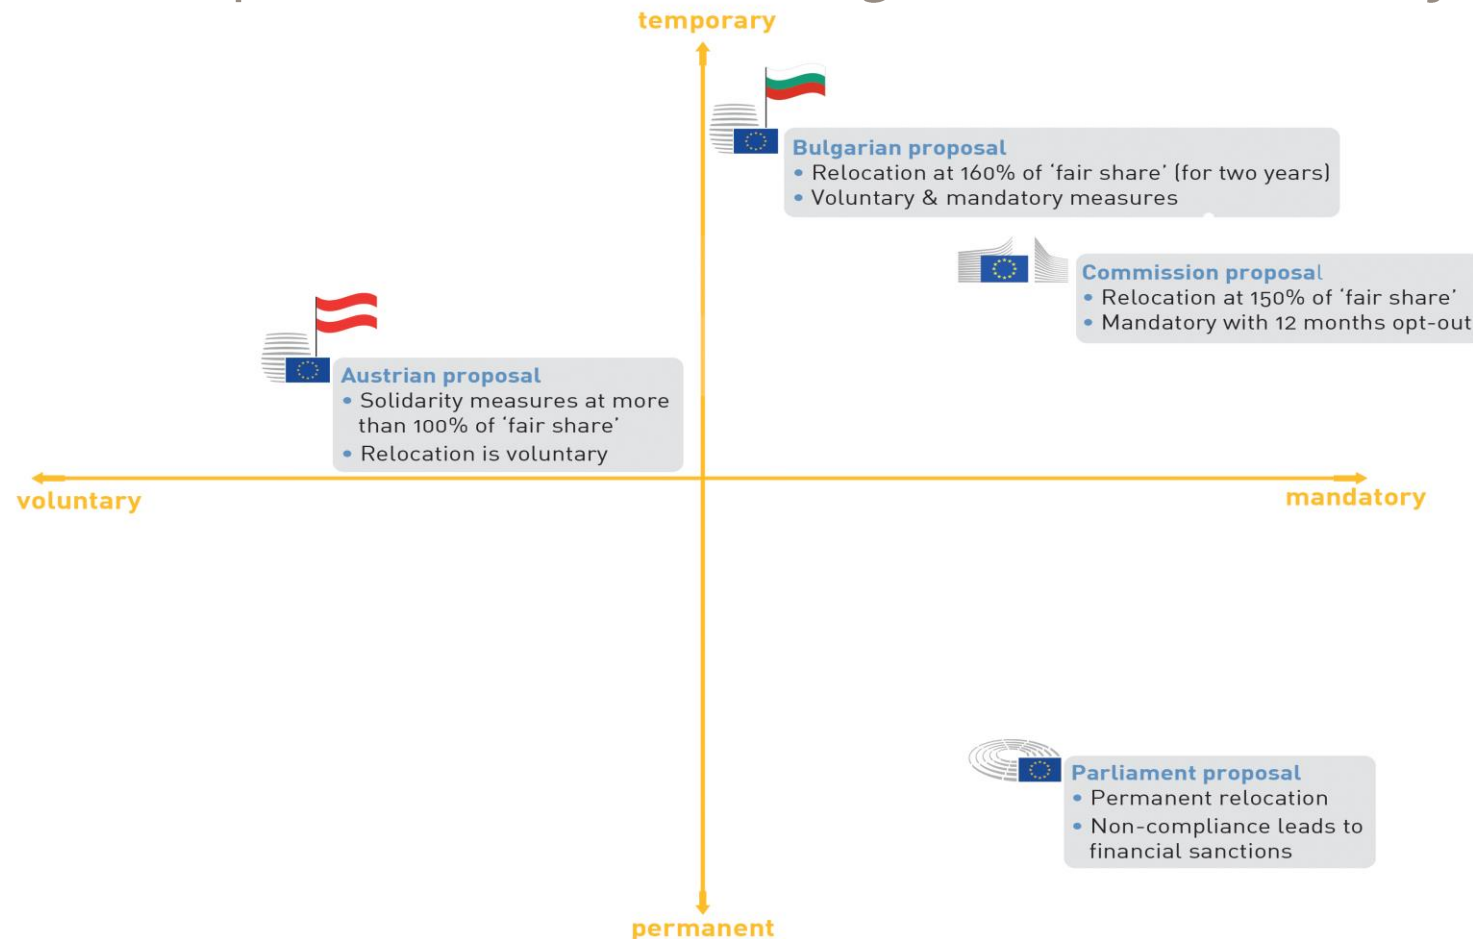 temporary
Bulgarian proposal
• Relocation at 160% of ‘fair share’ (for two years)
• Voluntary & mandatory measures
Commission proposal
• Relocation at 150% of ‘fair share’
• Mandatory with 12 months opt-out
Austrian proposal
• Solidarity measures at more
than 100% of ‘fair share’
• Relocation is voluntary
voluntary
mandatory
Parliament proposal
• Permanent relocation
• Non-compliance leads to
financial sanctions
permanent